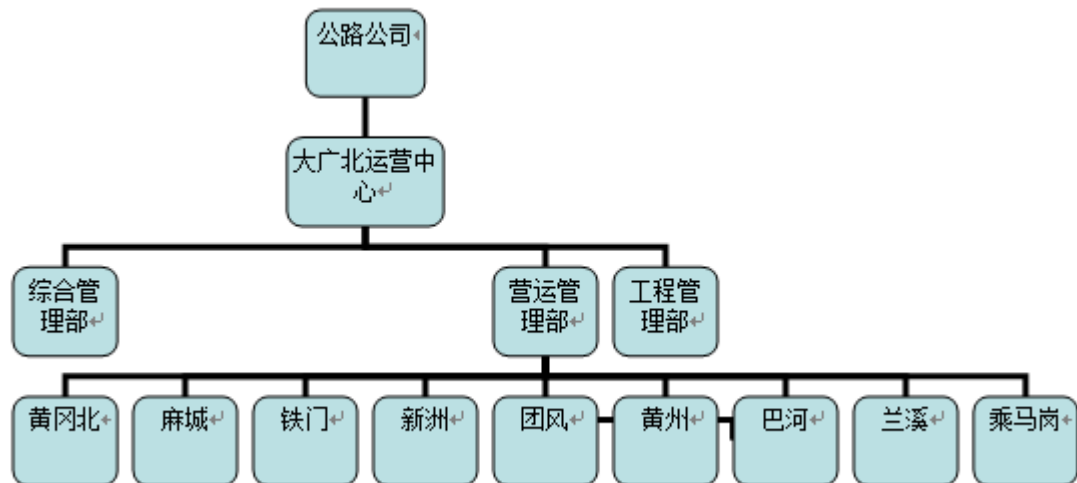 公路公司
大广北运营中
心
综合管
理部
营运管
理部
工程管
理部
黄冈北
麻城
铁门
新洲
团风
黄州
巴河
兰溪
乘马岗